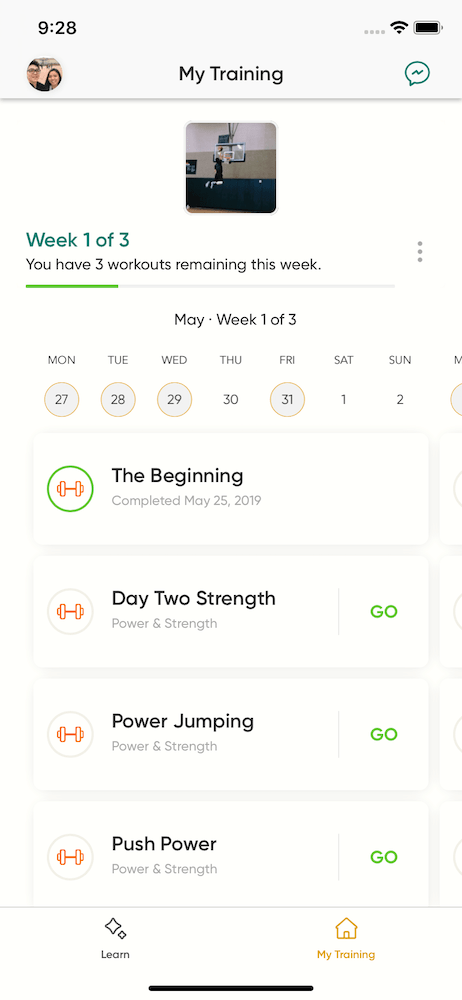 9:28
My Training
Week 1 of 3
You have 3 workouts remaining this week.
May · Week 1 of 3
MON TUE WED THU FRI SAT SUN M
27 28 29 30 31 1 2
The Beginning
Completed May 25, 2019
Day Two Strength
Power & Strength
GO
Power Jumping
Power & Strength
GO
Push Power
Power & Strength
GO
Learn
My Training